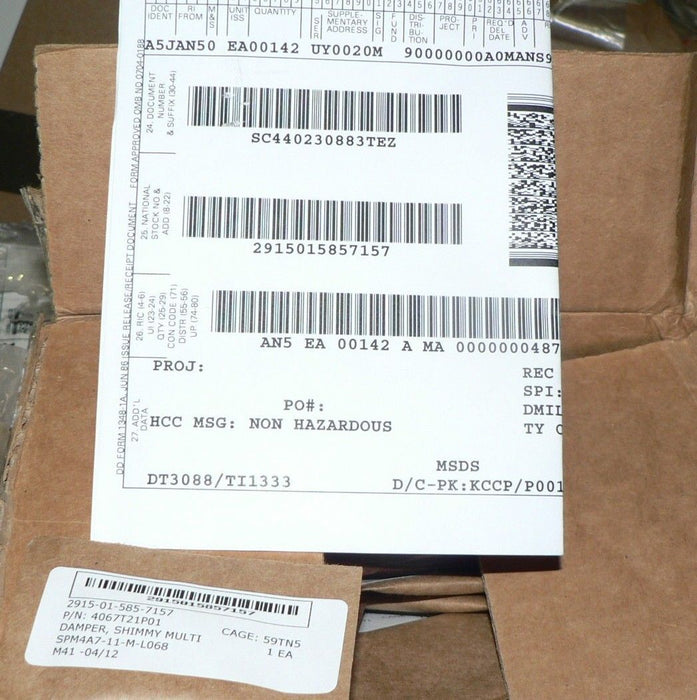 DOC IDENT
RI FROM
M & S
UNIT ISS
QUANTITY
SER
SUPPLE-MENTARY ADDRESS
SIG
FUND
DIS-TRI-BU-TION
PRO-JECT
PRI
REQ'D DEL DATE
ADV
A5JAN50 EA00142 UY0020M 90000000A0MANS9
24. DOCUMENT
NUMBER
& SUFFIX (30-44)
SC440230883TEZ
25. NATIONAL
STOCK NO &
ADD (8-22)
2915015857157
26. RIC (4-6)
UI (23-24)
QTY (25-29)
CON CODE (71)
DISTR (55-56)
UP (74-80)
AN5 EA 00142 A MA 0000000487
PROJ:
REC
SPI:
PO#:
DMIL
HCC MSG: NON HAZARDOUS
TY C
27. ADD'L
DATA
MSDS
DT3088/TI1333
D/C-PK:KCCP/P001
DD FORM 1348-1A, JUN 86 ISSUE RELEASE/RECEIPT DOCUMENT FORM APPROVED OMB NO 0704-0188
2915015857157
2915-01-585-7157
P/N: 4067T21P01
DAMPER, SHIMMY MULTI
CAGE: 59TN5
SPM4A7-11-M-L068
1 EA
M41 -04/12